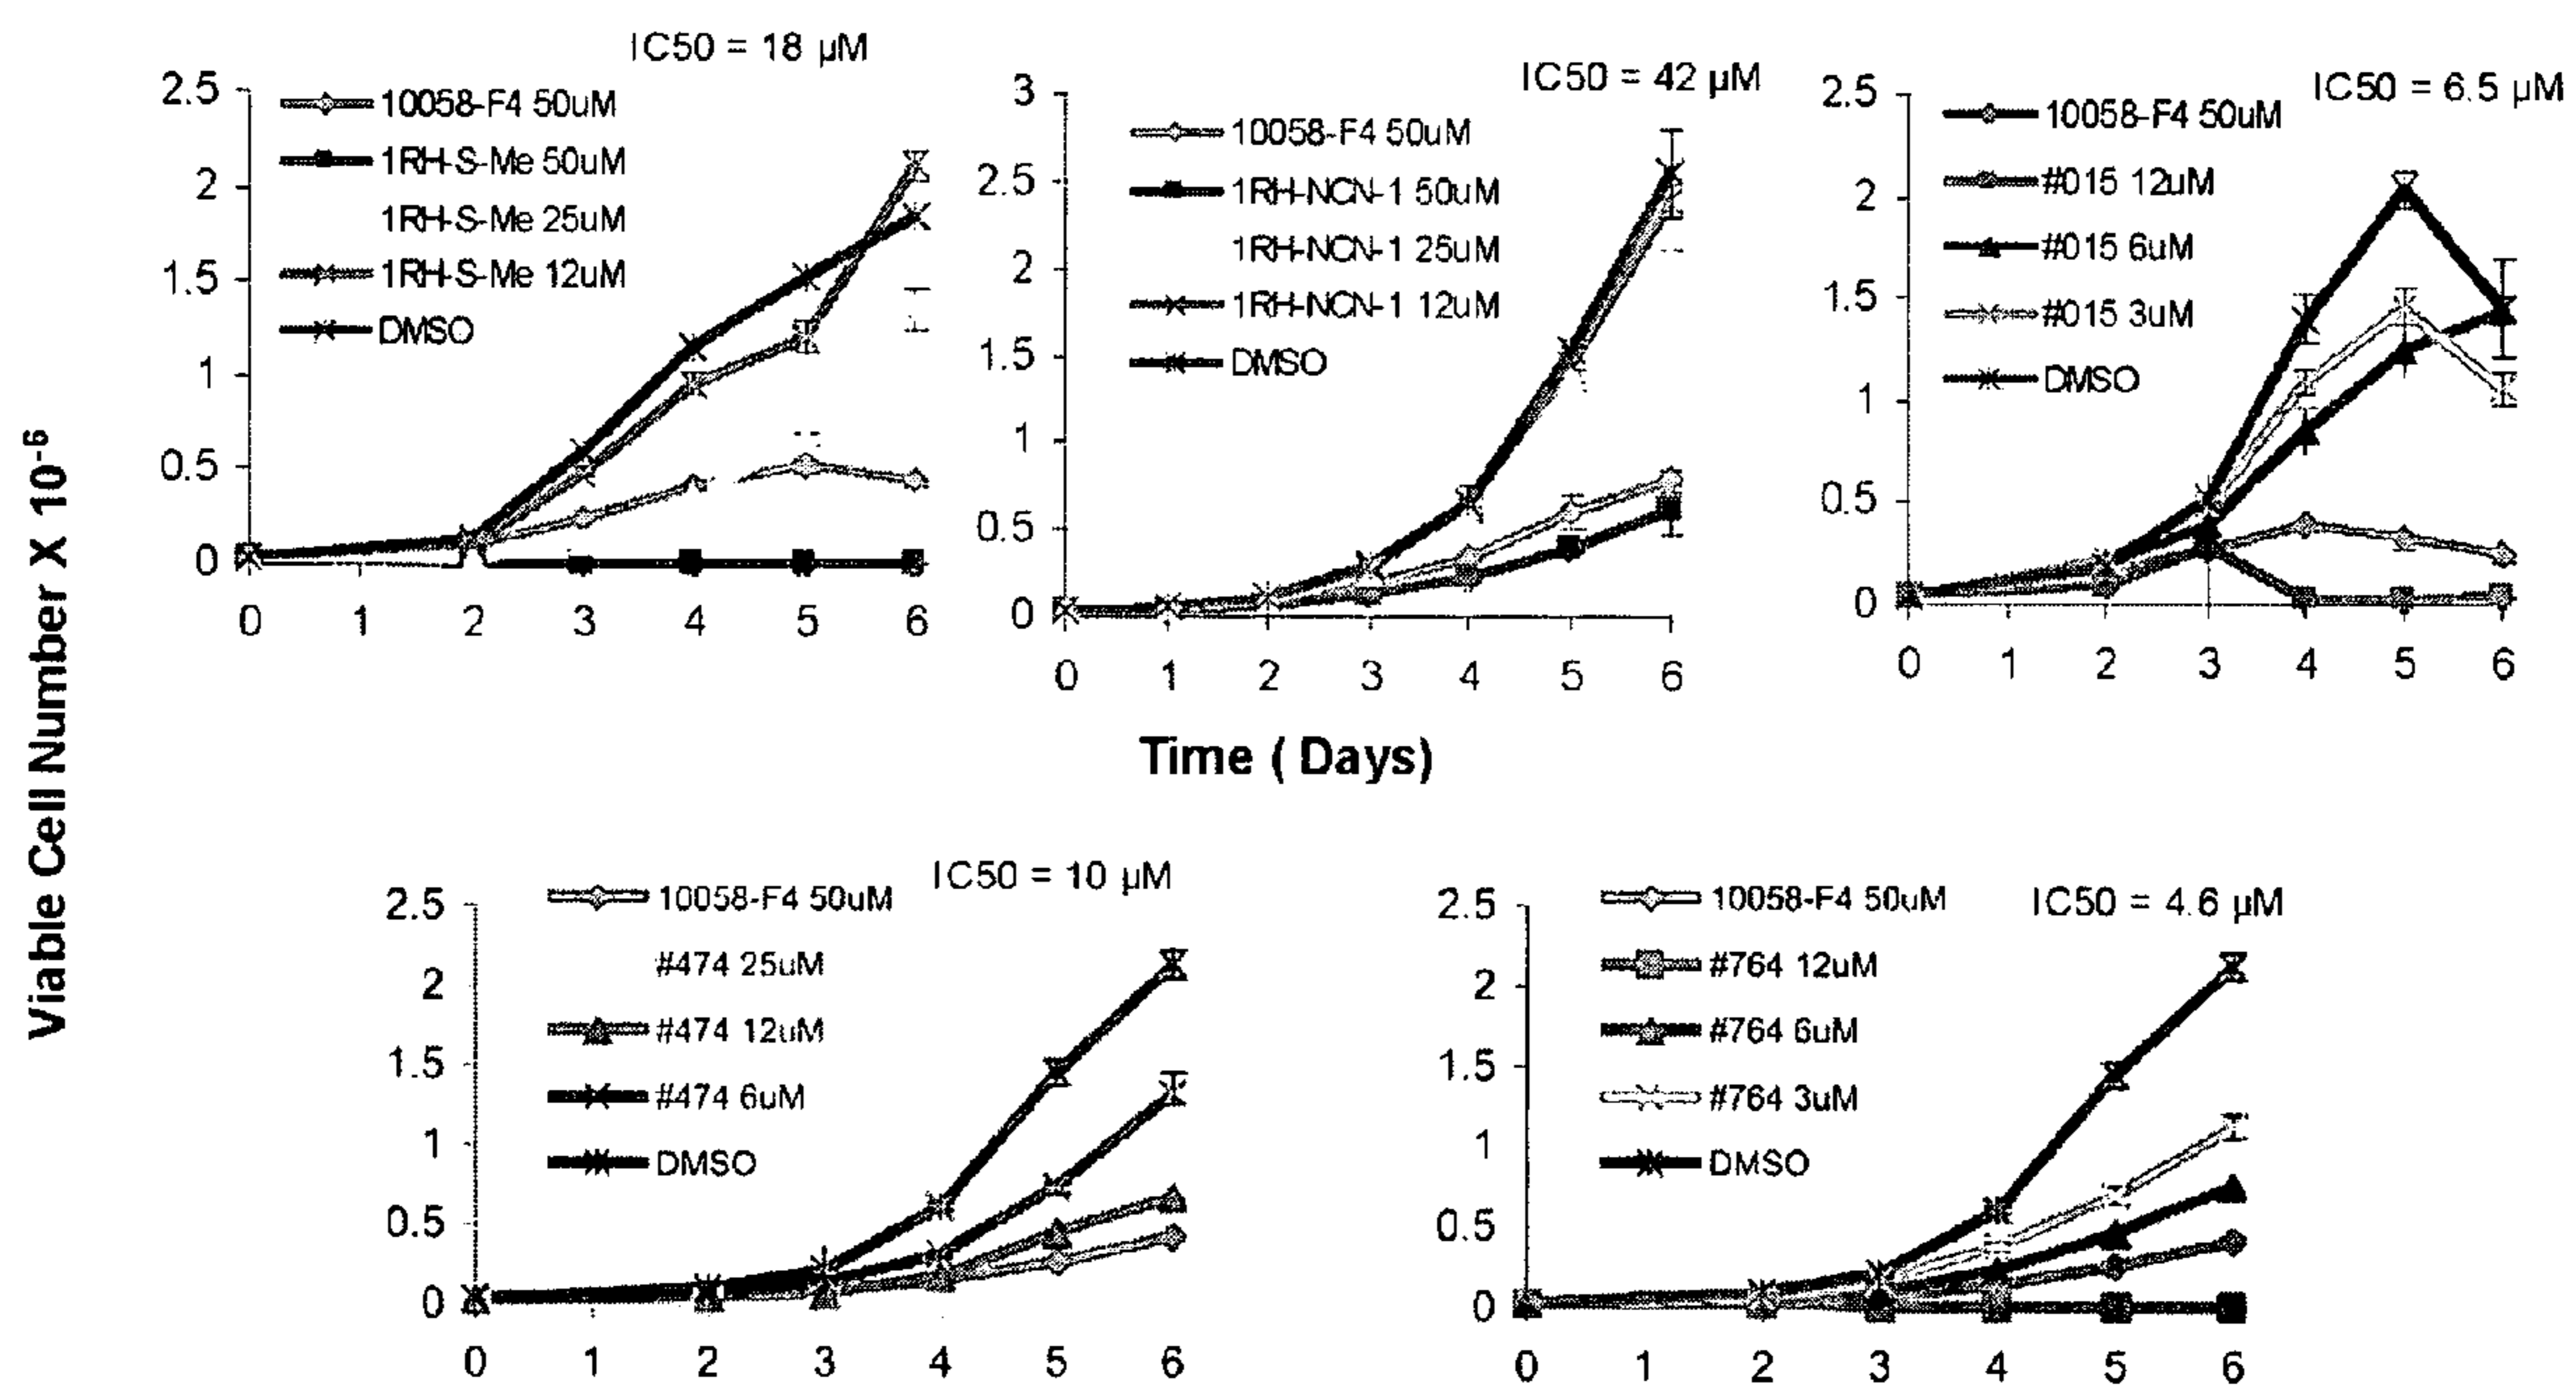 Viable Cell Number X 10-6
IC50 = 18 µM
2.5
2
1.5
1
0.5
0
10058-F4 50uM
1RH-S-Me 50uM
1RH-S-Me 25uM
1RH-S-Me 12uM
DMSO
0 1 2 3 4 5 6
IC50 = 42 µM
3
2.5
2
1.5
1
0.5
0
10058-F4 50uM
1RH-NCN-1 50uM
1RH-NCN-1 25uM
1RH-NCN-1 12uM
DMSO
0 1 2 3 4 5 6
IC50 = 6.5 µM
2.5
2
1.5
1
0.5
0
10058-F4 50uM
#015 12uM
#015 6uM
#015 3uM
DMSO
0 1 2 3 4 5 6
Time ( Days)
IC50 = 10 µM
2.5
2
1.5
1
0.5
0
10058-F4 50uM
#474 25uM
#474 12uM
#474 6uM
DMSO
0 1 2 3 4 5 6
IC50 = 4.6 µM
2.5
2
1.5
1
0.5
0
10058-F4 50uM
#764 12uM
#764 6uM
#764 3uM
DMSO
0 1 2 3 4 5 6